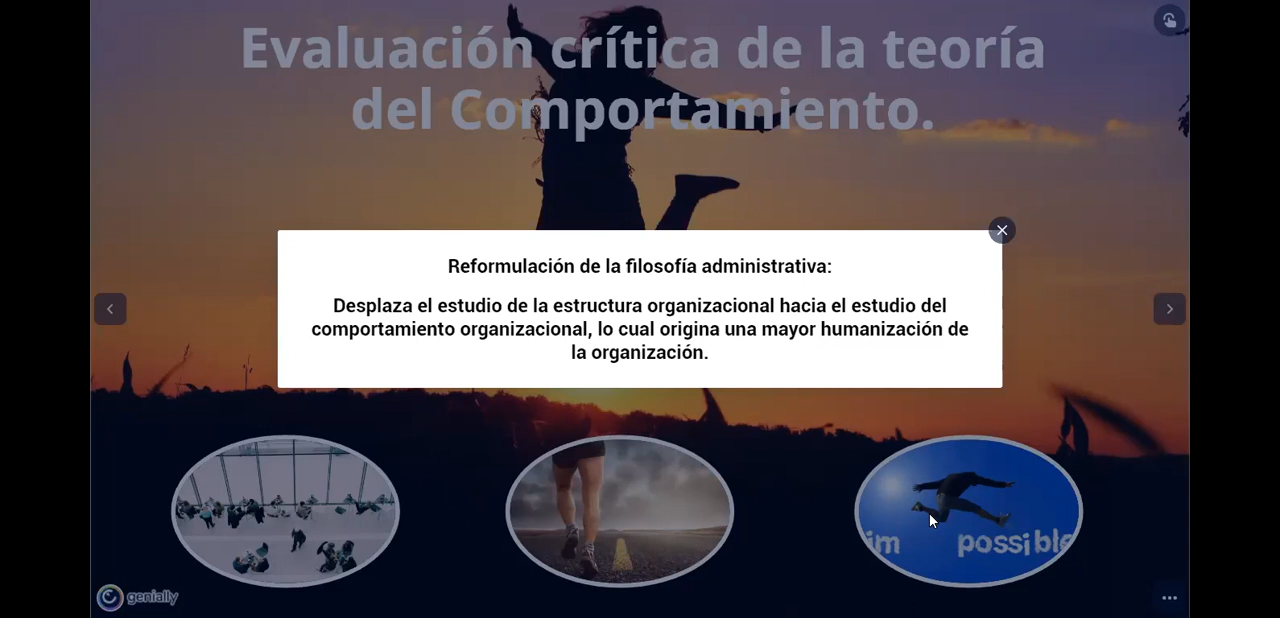 Evaluación crítica de la teoría
del Comportamiento.
Reformulación de la filosofía administrativa:
Desplaza el estudio de la estructura organizacional hacia el estudio del
comportamiento organizacional, lo cual origina una mayor humanización de
la organización.
im possible
genially